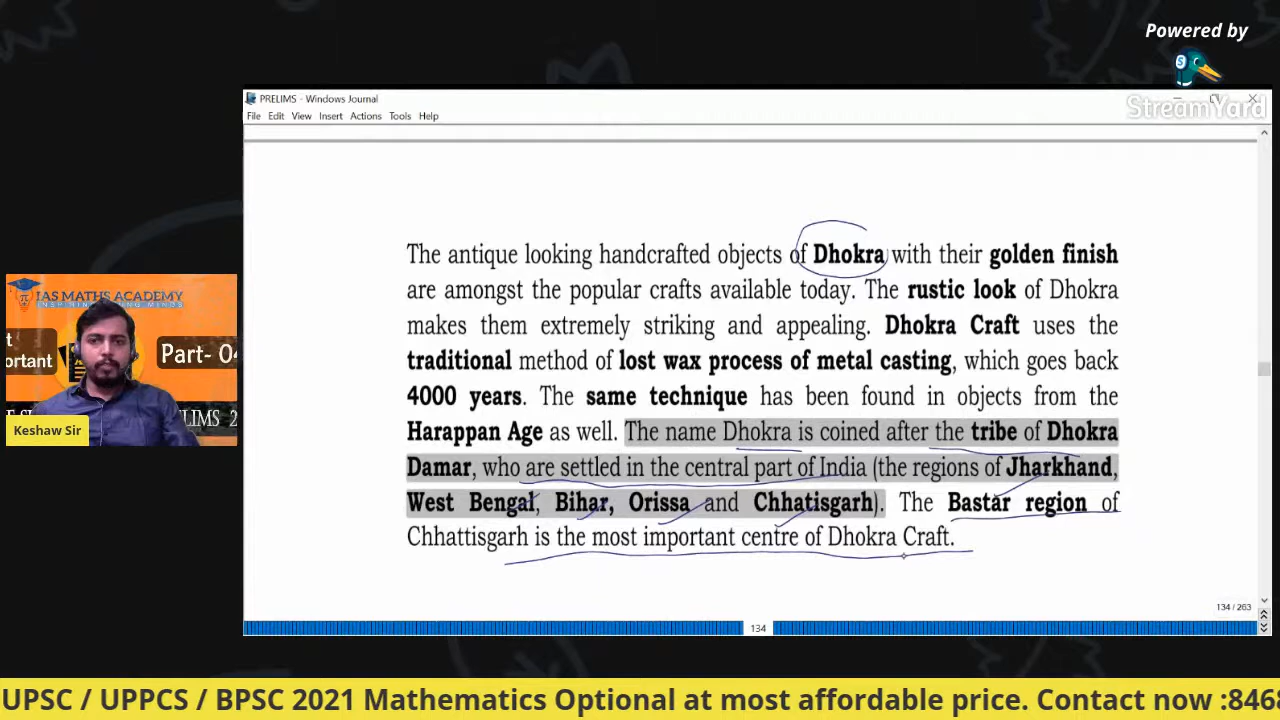 Powered by
StreamYard
PRELIMS - Windows Journal
File Edit View Insert Actions Tools Help
The antique looking handcrafted objects of Dhokra with their golden finish
are amongst the popular crafts available today. The rustic look of Dhokra
makes them extremely striking and appealing. Dhokra Craft uses the
traditional method of lost wax process of metal casting, which goes back
4000 years. The same technique has been found in objects from the
Harappan Age as well. The name Dhokra is coined after the tribe of Dhokra
Damar, who are settled in the central part of India (the regions of Jharkhand,
West Bengal, Bihar, Orissa and Chhatisgarh). The Bastar region of
Chhattisgarh is the most important centre of Dhokra Craft.
134 / 263
134
IAS MATHS ACADEMY
Part- 04
Keshaw Sir
UPSC / UPPCS / BPSC 2021 Mathematics Optional at most affordable price. Contact now :846